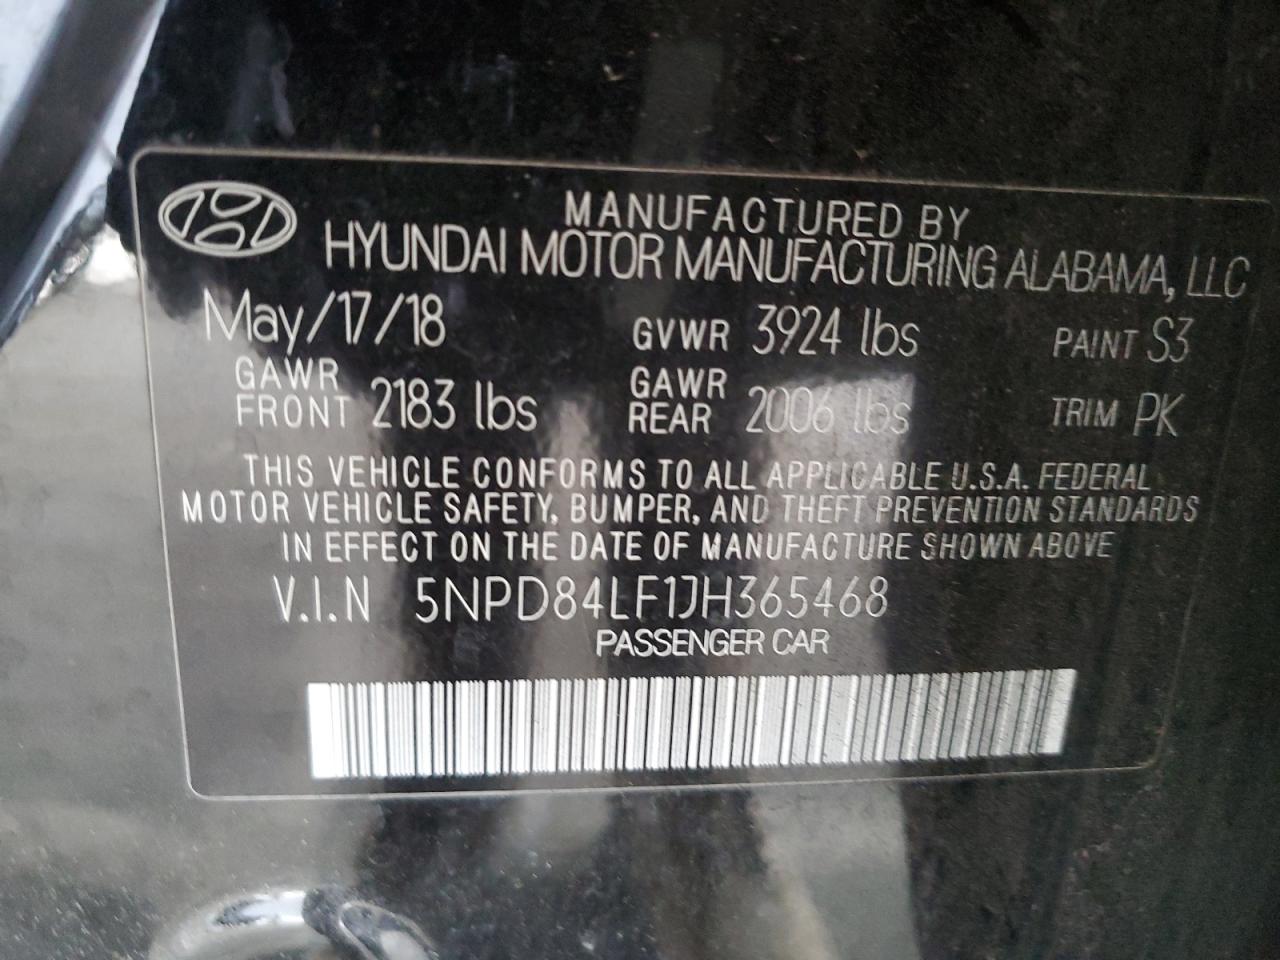 MANUFACTURED BY
HYUNDAI MOTOR MANUFACTURING ALABAMA, LLC
May/17/18 GVWR 3924 lbs PAINT S3
GAWR FRONT 2183 lbs GAWR REAR 2006 lbs TRIM PK
THIS VEHICLE CONFORMS TO ALL APPLICABLE U.S.A. FEDERAL
MOTOR VEHICLE SAFETY, BUMPER, AND THEFT PREVENTION STANDARDS
IN EFFECT ON THE DATE OF MANUFACTURE SHOWN ABOVE
V.I.N 5NPD84LF1JH365468
PASSENGER CAR